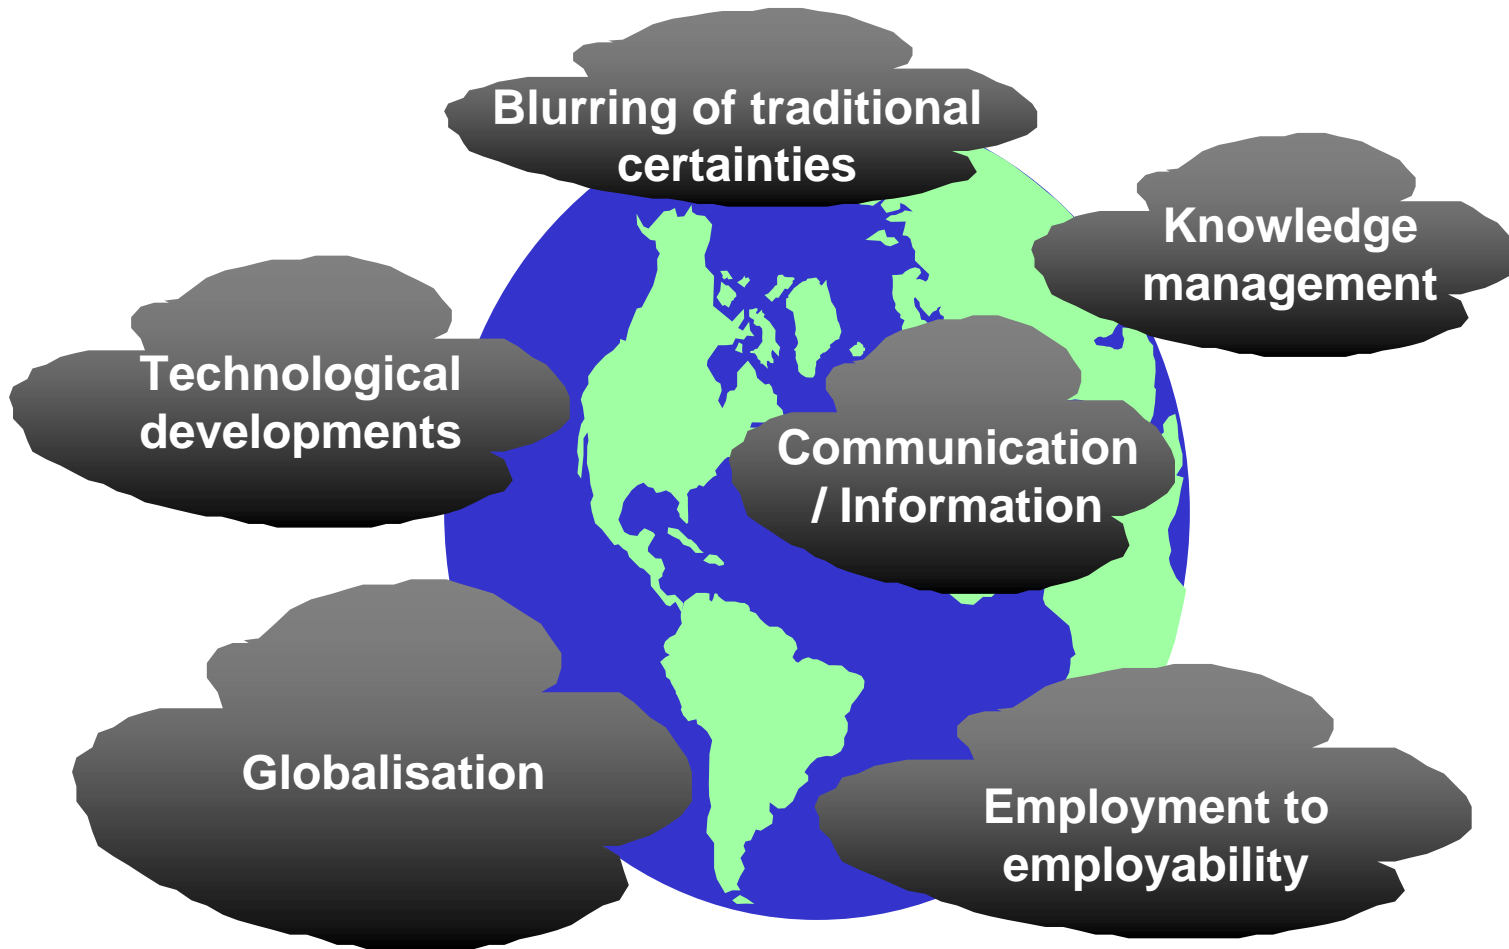 Blurring of traditional
certainties
Knowledge
management
Technological
developments
Communication
/ Information
Globalisation
Employment to
employability